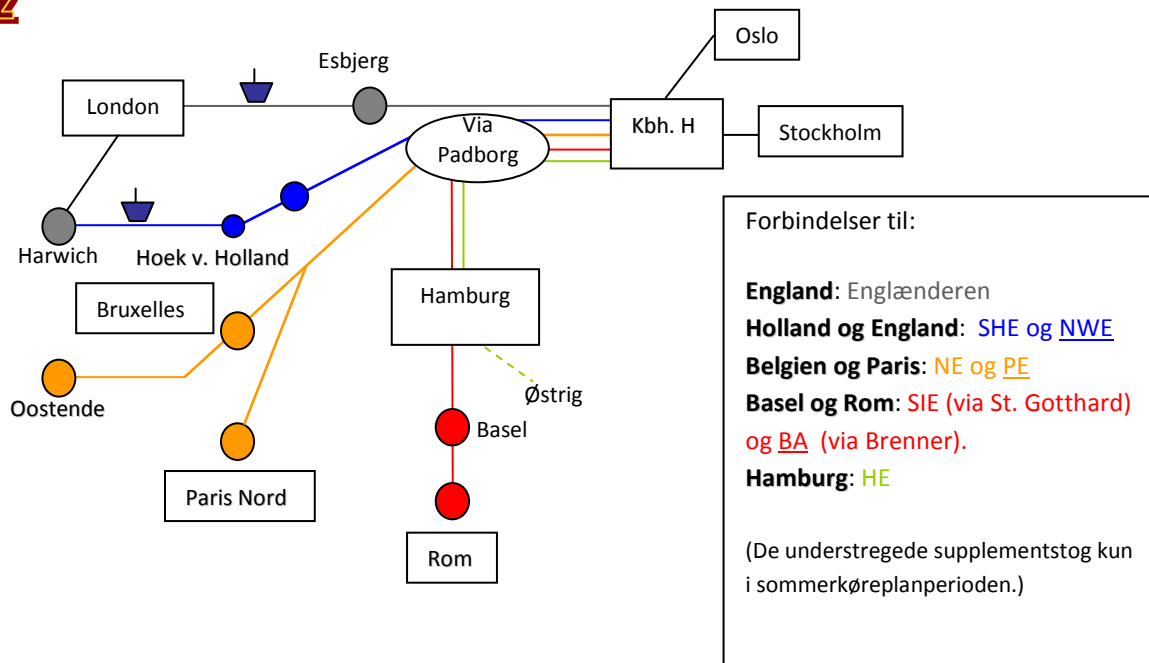 Oslo
Esbjerg
London
Via
Padborg
Kbh. H
Stockholm
Harwich
Hoek v. Holland
Bruxelles
Hamburg
Oostende
Østrig
Basel
Paris Nord
Rom
Forbindelser til:
England: Englænderen
Holland og England: SHE og NWE
Belgien og Paris: NE og PE
Basel og Rom: SIE (via St. Gotthard)
og BA (via Brenner).
Hamburg: HE
(De understregede supplementstog kun
i sommerkøreplanperioden.)